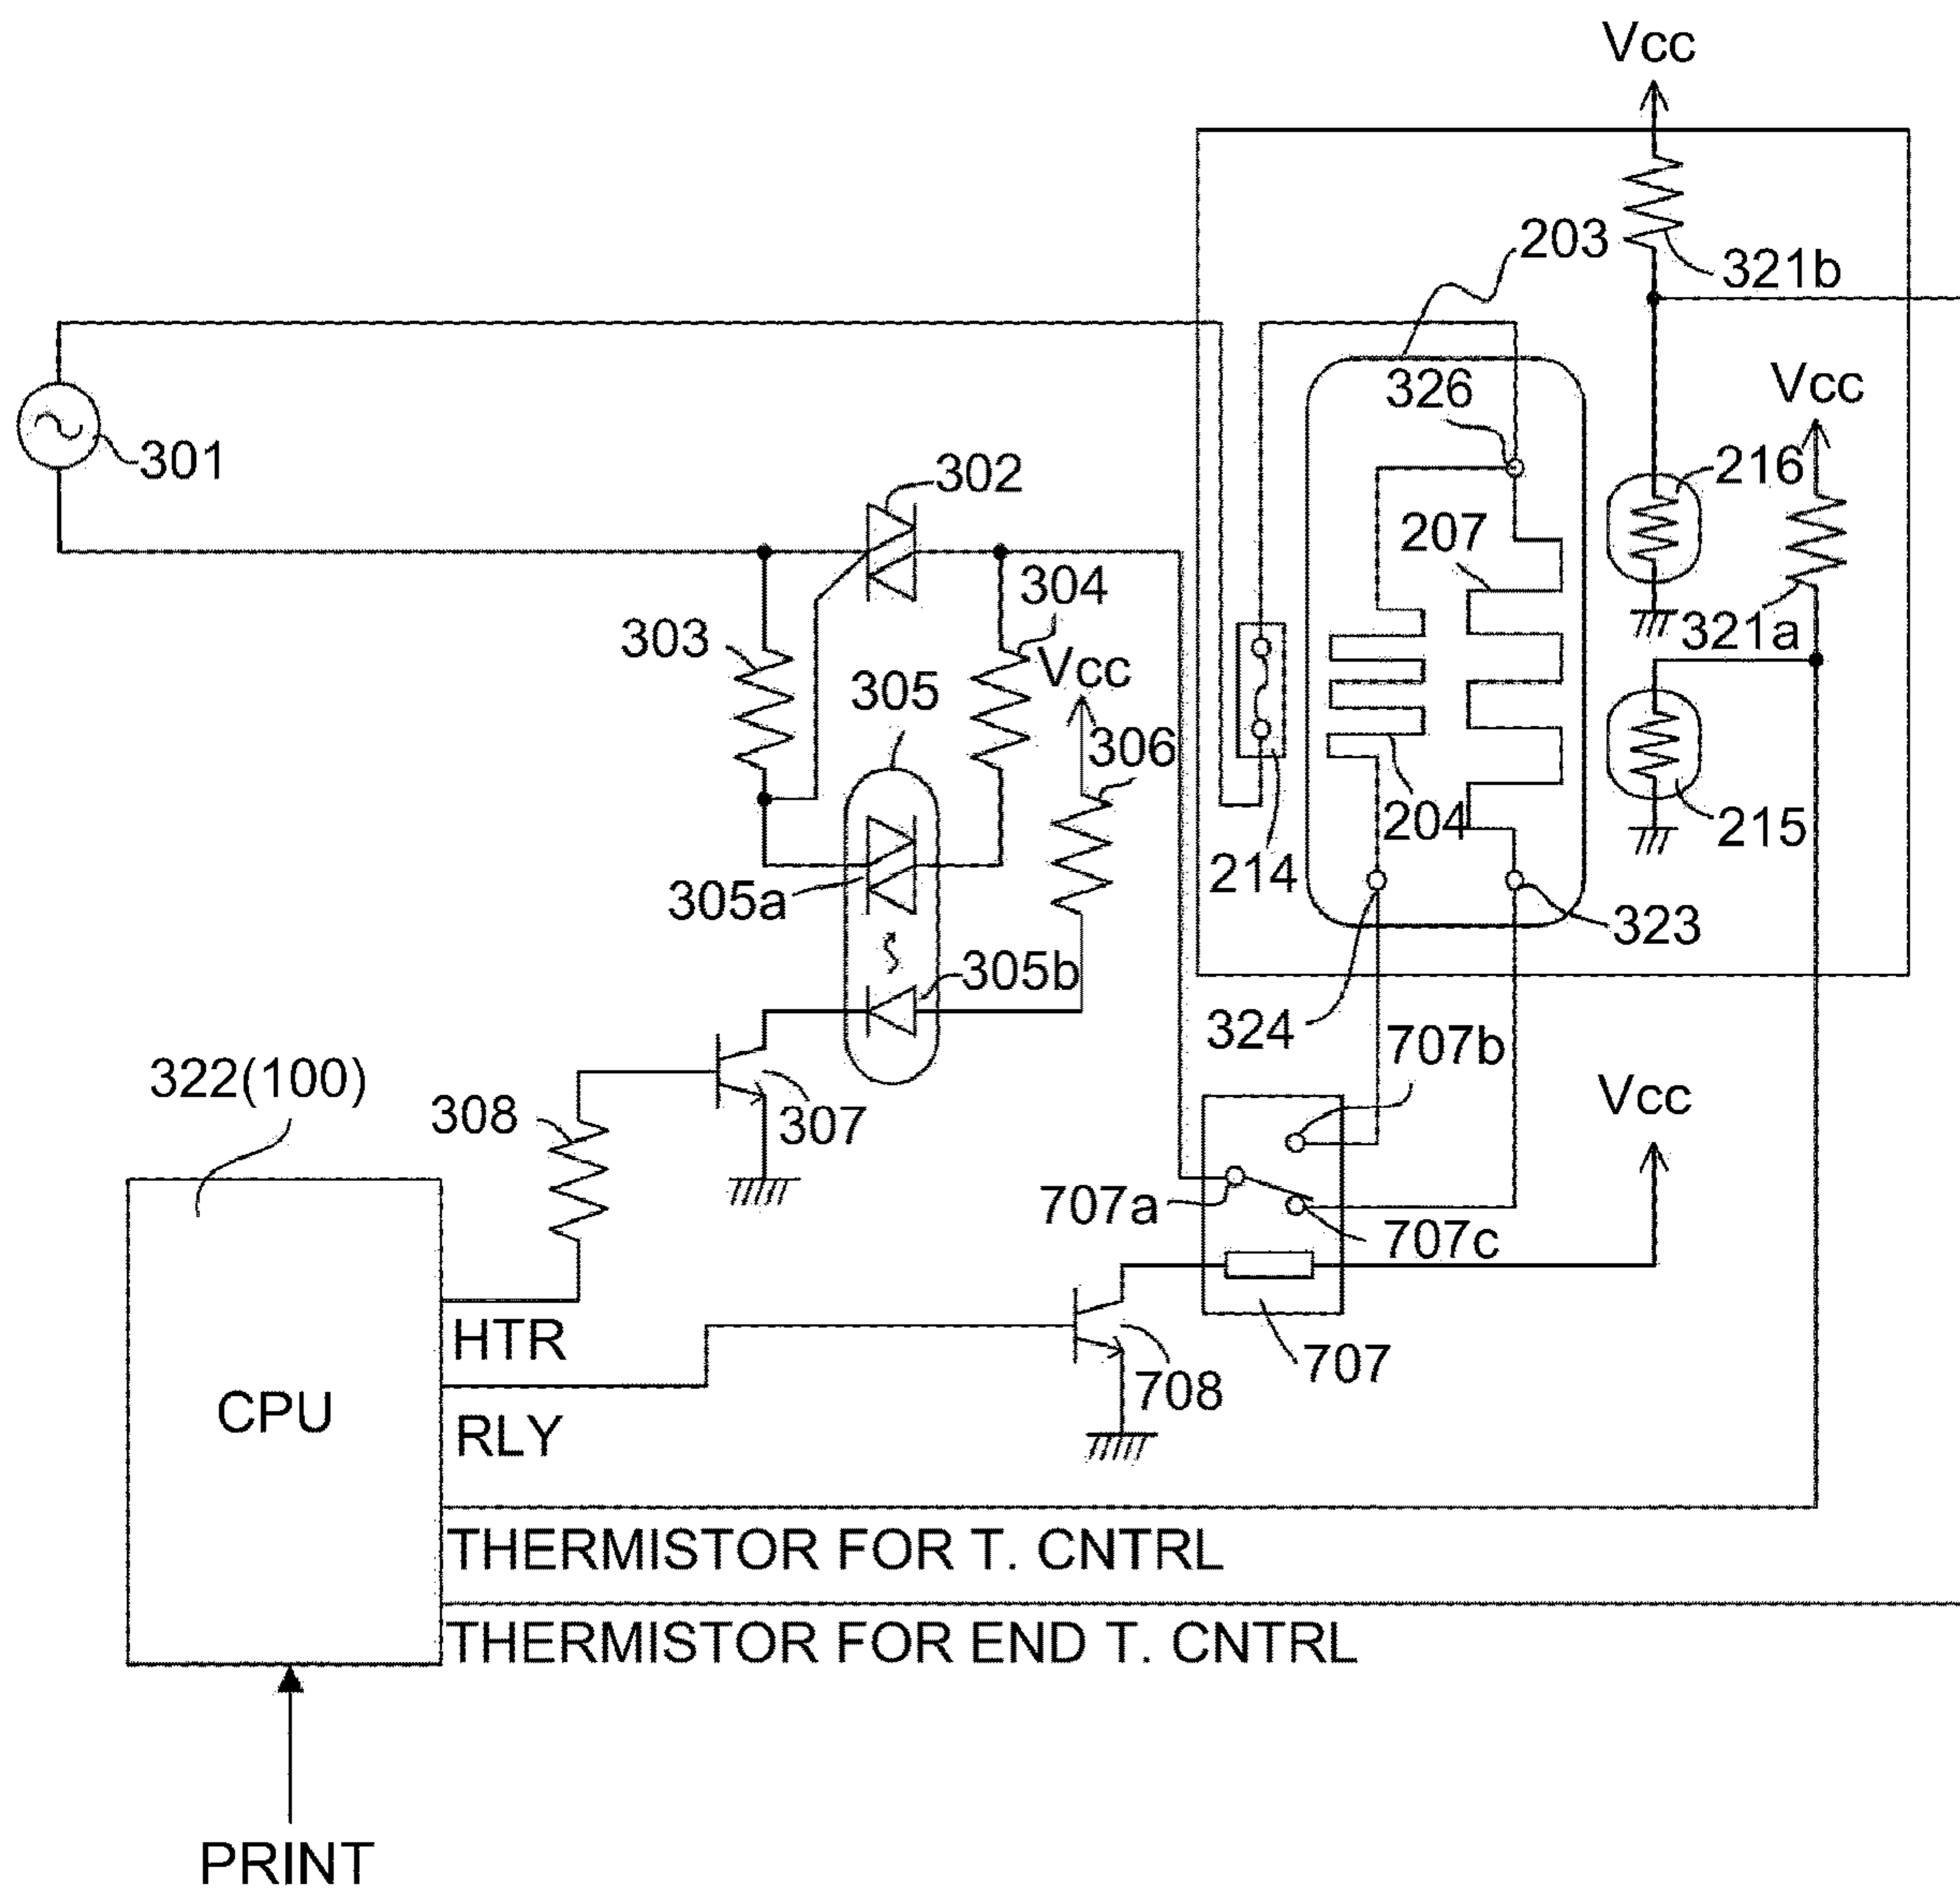 Vcc
203
321b
326
Vcc
301
302
216
207
304
303
321a
Vcc
305
306
204
215
214
305a
323
305b
324
707b
322(100)
Vcc
308
307
707a
707c
HTR
707
708
CPU
RLY
THERMISTOR FOR T. CNTRL
THERMISTOR FOR END T. CNTRL
PRINT